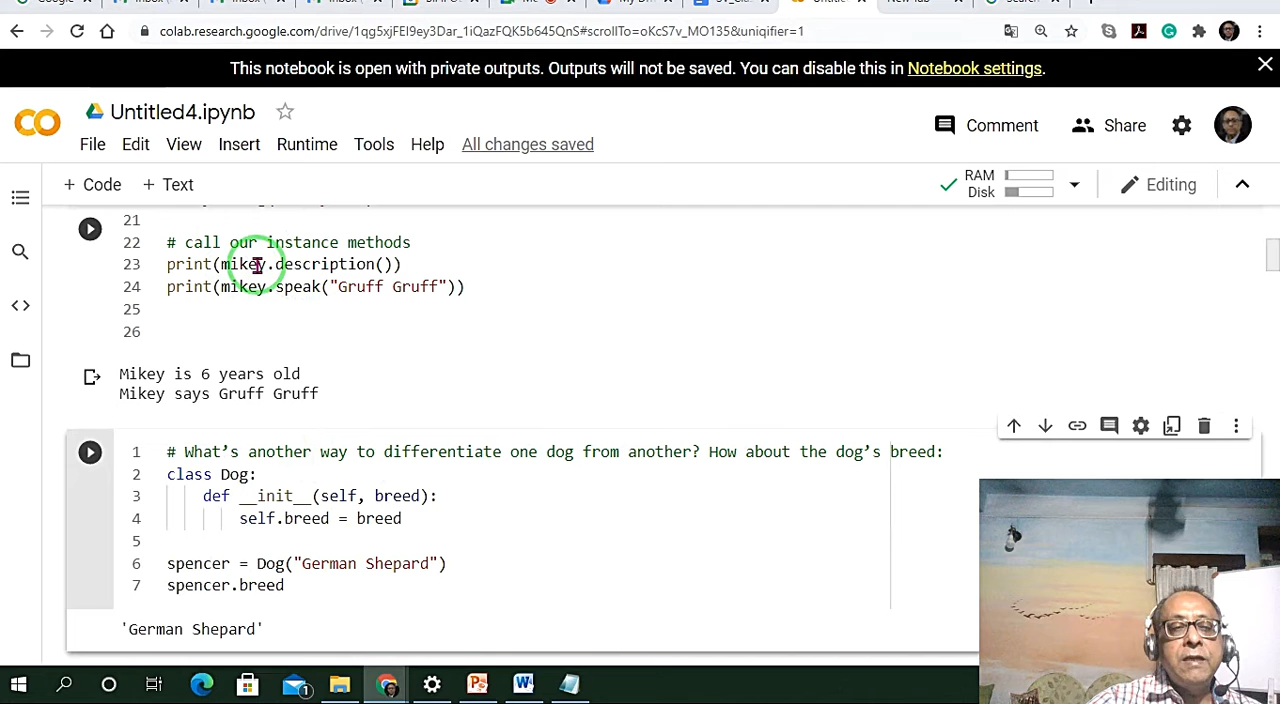 colab.research.google.com/drive/1qg5xjFEI9ey3tar_1iQazFQK5b645QnS#scrollTo=oKcS7v_MO135&uniqifier=1
This notebook is open with private outputs. Outputs will not be saved. You can disable this in Notebook settings.
Untitled4.ipynb
Comment
Share
File Edit View Insert Runtime Tools Help All changes saved
+ Code + Text
RAM
Disk
Editing
21
22 # call our instance methods
23 print(mikey.description())
24 print(mikey.speak("Gruff Gruff"))
25
26
Mikey is 6 years old
Mikey says Gruff Gruff
1 # What’s another way to differentiate one dog from another? How about the dog’s breed:
2 class Dog:
3 def __init__(self, breed):
4 self.breed = breed
5
6 spencer = Dog("German Shepard")
7 spencer.breed
'German Shepard'